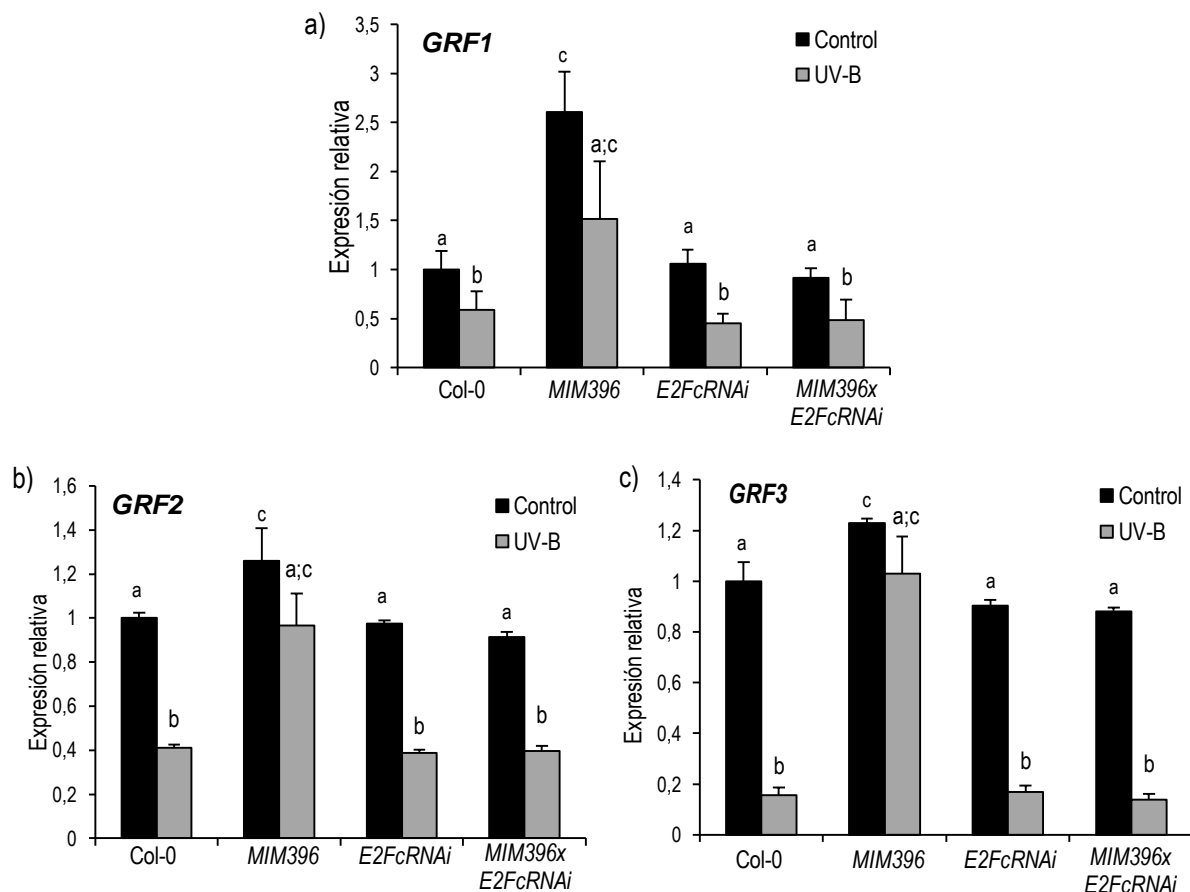 a)
GRF1
Control
UV-B
Expresión relativa
3,5
3
2,5
2
1,5
1
0,5
0
a
b
c
a;c
a
b
a
b
Col-0
MIM396
E2FcRNAi
MIM396x
E2FcRNAi
b)
GRF2
Control
UV-B
Expresión relativa
1,6
1,4
1,2
1
0,8
0,6
0,4
0,2
0
a
b
c
a;c
a
b
a
b
Col-0
MIM396
E2FcRNAi
MIM396x
E2FcRNAi
c)
GRF3
Control
UV-B
Expresión relativa
1,4
1,2
1
0,8
0,6
0,4
0,2
0
a
b
c
a;c
a
b
a
b
Col-0
MIM396
E2FcRNAi
MIM396x
E2FcRNAi